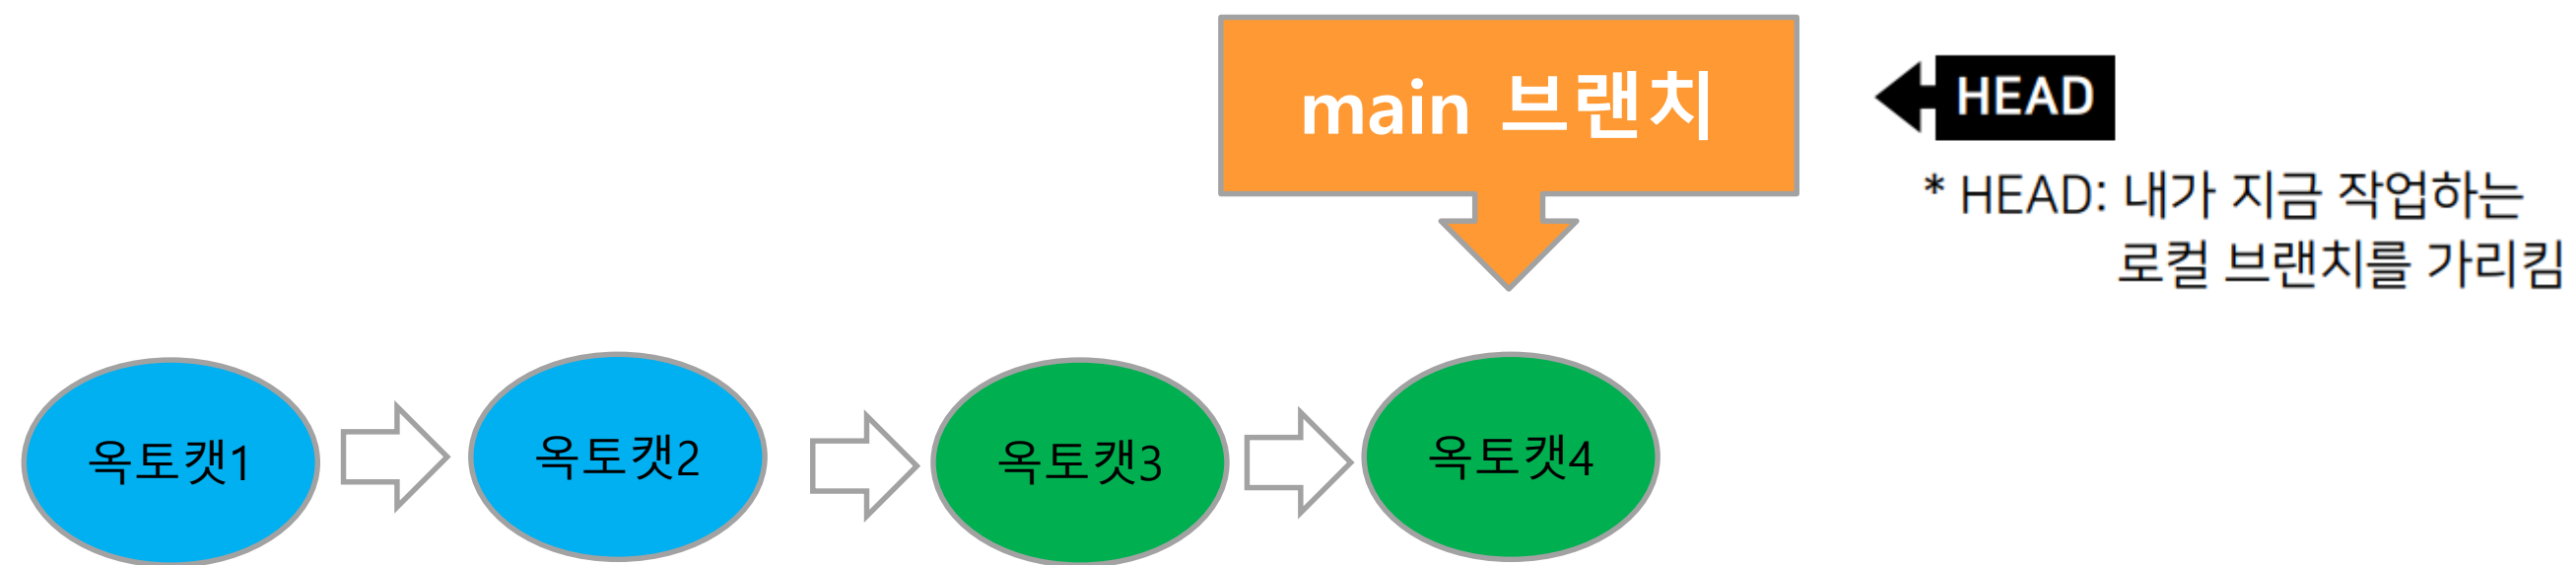 main 브랜치
HEAD
* HEAD: 내가 지금 작업하는
로컬 브랜치를 가리킴
옥토캣1
옥토캣2
옥토캣3
옥토캣4